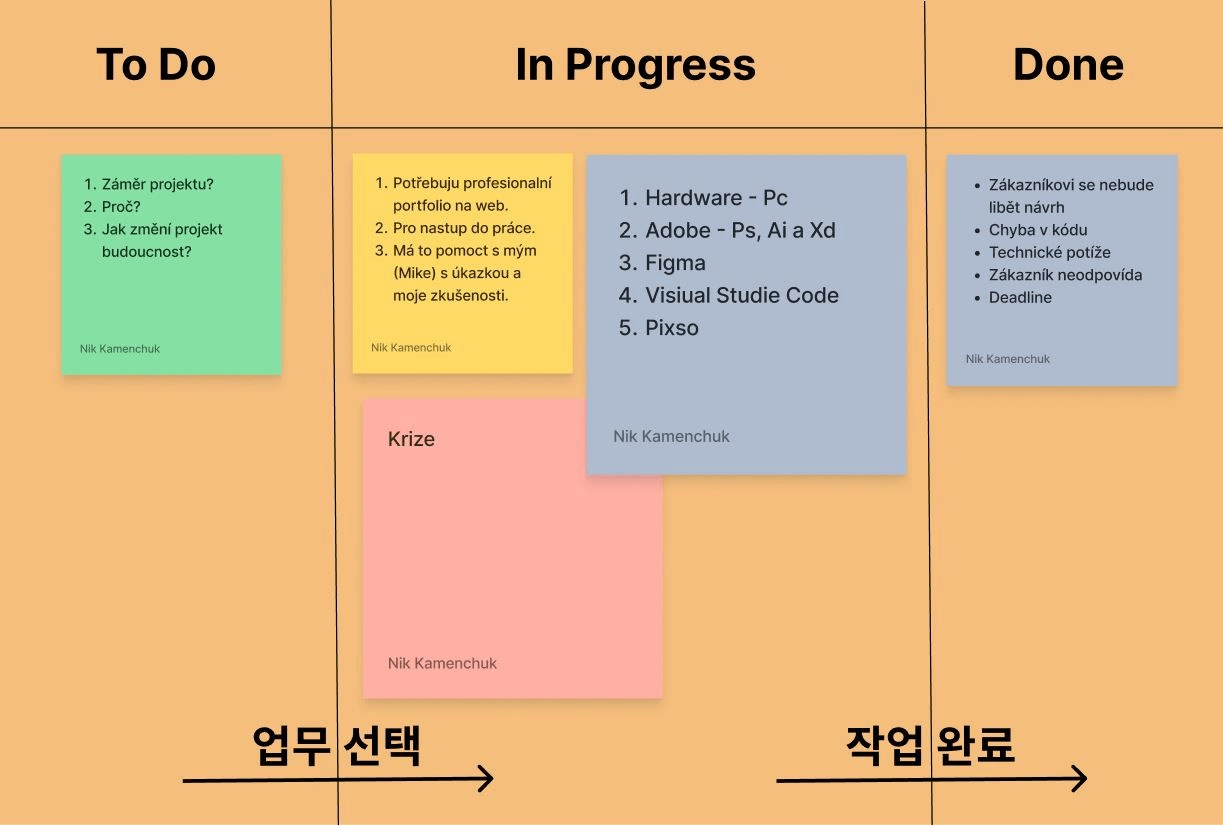 To Do
In Progress
Done
1. Záměr projektu?
2. Proč?
3. Jak změní projekt
budoucnost?
Nik Kamenchuk
1. Potřebuju profesionalní
portfolio na web.
2. Pro nastup do práce.
3. Má to pomoct s mým
(Mike) s úkazkou a
moje zkušenosti.
Nik Kamenchuk
1. Hardware - Pc
2. Adobe - Ps, Ai a Xd
3. Figma
4. Visiual Studie Code
5. Pixso
Nik Kamenchuk
• Zákazníkovi se nebude
libět návrh
• Chyba v kódu
• Technické potíže
• Zákazník neodpovída
• Deadline
Nik Kamenchuk
Krize
Nik Kamenchuk
업무 선택
작업 완료